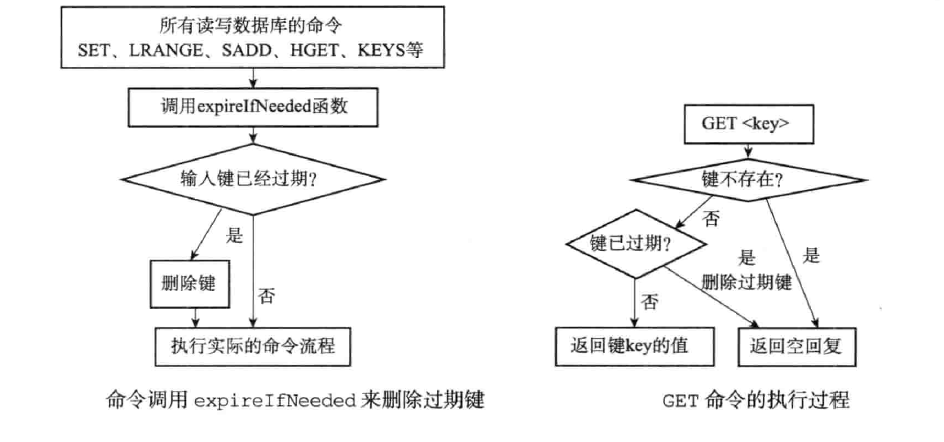 所有读写数据库的命令
SET、LRANGE、SADD、HGET、KEYS等
调用expireIfNeeded函数
输入键已经过期?
是
删除键
否
执行实际的命令流程
命令调用 expireIfNeeded 来删除过期键
GET <key>
键不存在?
否
键已过期?
是
删除过期键
是
否
返回键key的值
返回空回复
GET 命令的执行过程